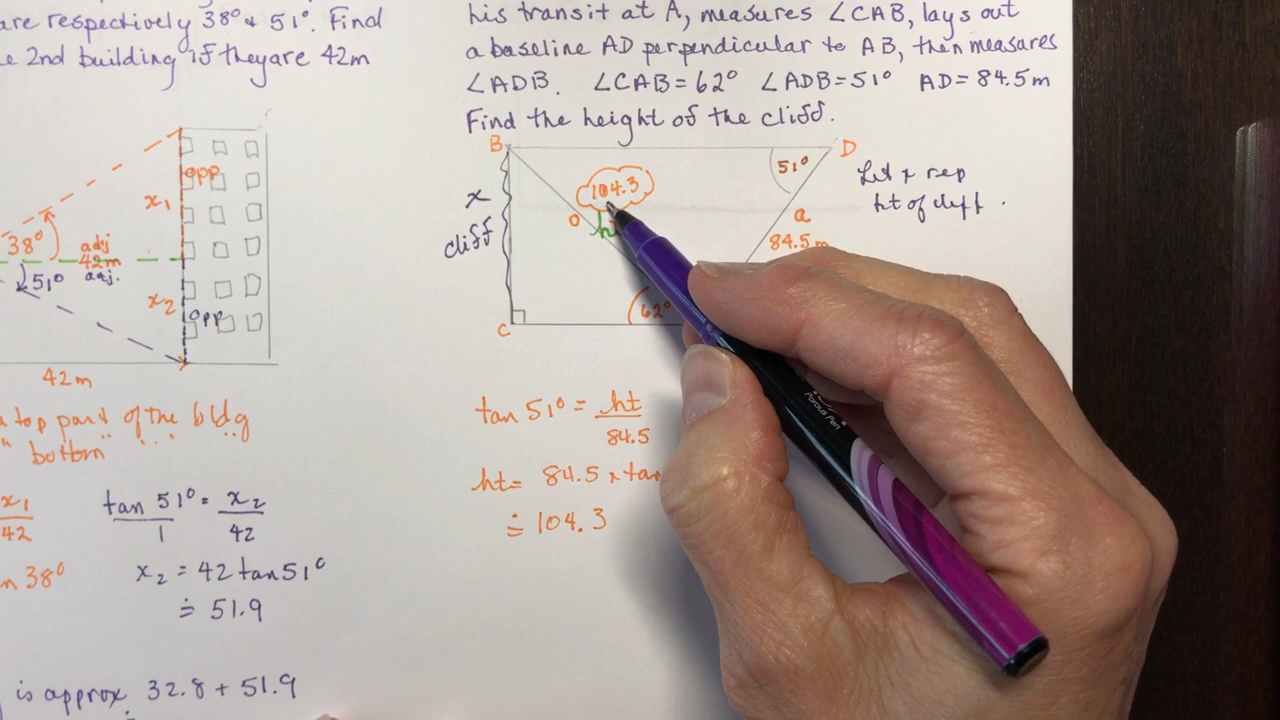 are respectively 38° & 51°. Find
e 2nd building if they are 42m
opp
x1
38°
adj
42m
51°
adj.
x2
opp
42m
top part of the bldg
" bottom " " "
x1
42
n 38°
tan 51° = x2
1 42
x2 = 42 tan 51°
≐ 51.9
is approx 32.8 + 51.9
his transit at A, measures ∠CAB, lays out
a baseline AD perpendicular to AB, then measures
∠ADB. ∠CAB = 62° ∠ADB = 51° AD = 84.5 m
Find the height of the cliff.
B
D
51°
104.3
x
cliff
o
h
a
84.5m
62°
C
Let x rep
ht of cliff.
tan 51° = ht
84.5
ht = 84.5 x tan
≐ 104.3
Porous Pen